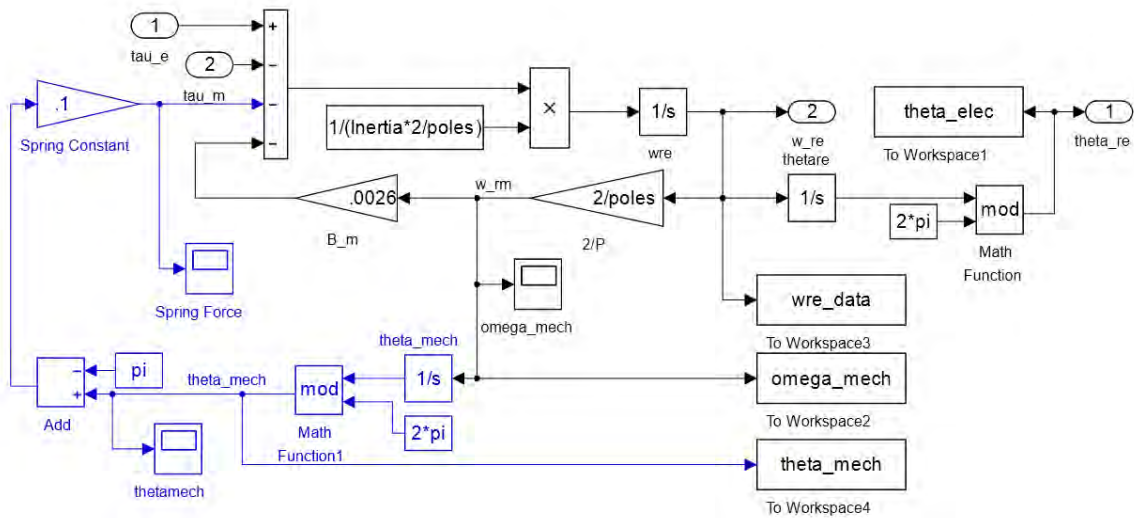 1
tau_e
2
tau_m
+
−
−
−
.1
Spring Constant
1/(Inertia*2/poles)
×
1/s
wre
2
w_re
thetare
theta_elec
To Workspace1
1
theta_re
w_rm
.0026
B_m
2/poles
2/P
1/s
2*pi
mod
Math
Function
Spring Force
omega_mech
wre_data
To Workspace3
−
+
Add
pi
theta_mech
mod
Math
Function1
theta_mech
1/s
2*pi
omega_mech
To Workspace2
thetamech
theta_mech
To Workspace4